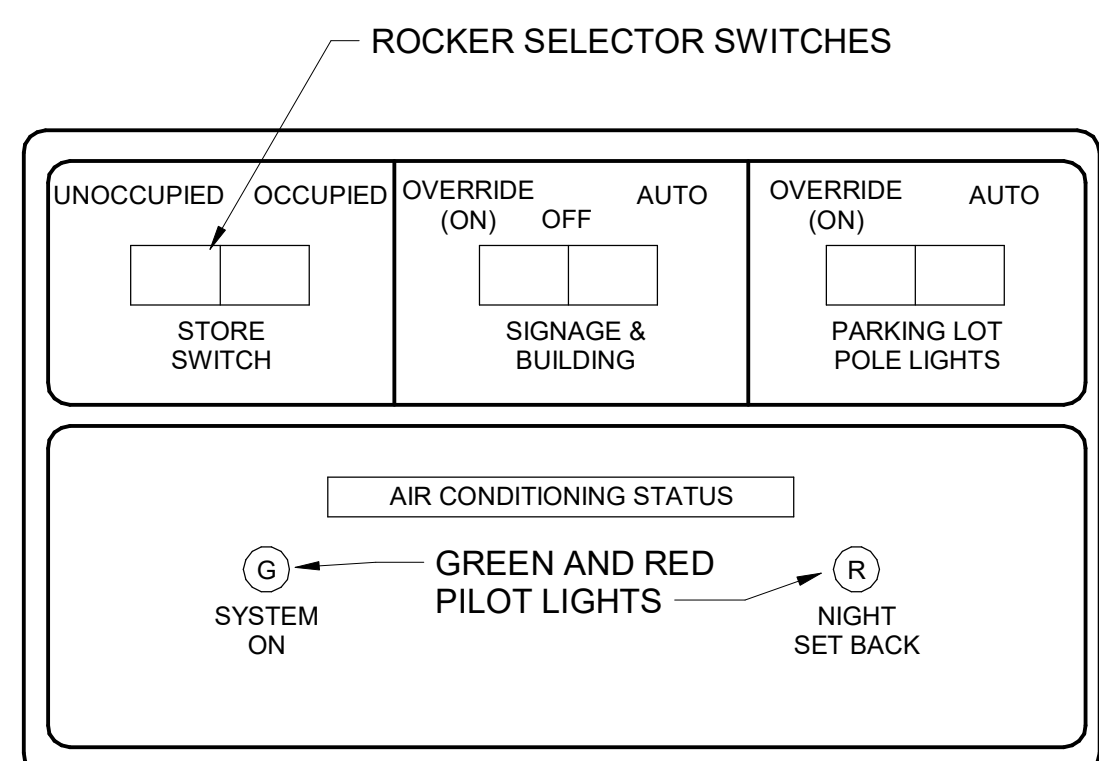 ROCKER SELECTOR SWITCHES
UNOCCUPIED OCCUPIED
STORE
SWITCH
OVERRIDE
(ON) OFF AUTO
SIGNAGE &
BUILDING
OVERRIDE
(ON) AUTO
PARKING LOT
POLE LIGHTS
AIR CONDITIONING STATUS
G
SYSTEM
ON
GREEN AND RED
PILOT LIGHTS
R
NIGHT
SET BACK